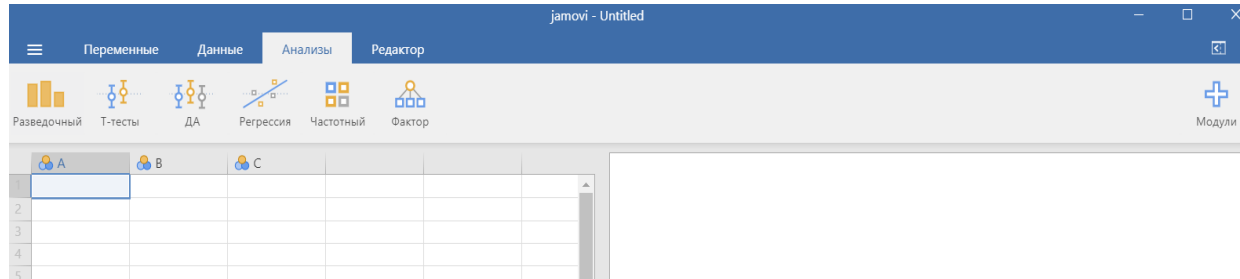 jamovi - Untitled
Переменные Данные Анализы Редактор
Разведочный Т-тесты ДА Регрессия Частотный Фактор Модули
A B C
1
2
3
4
5